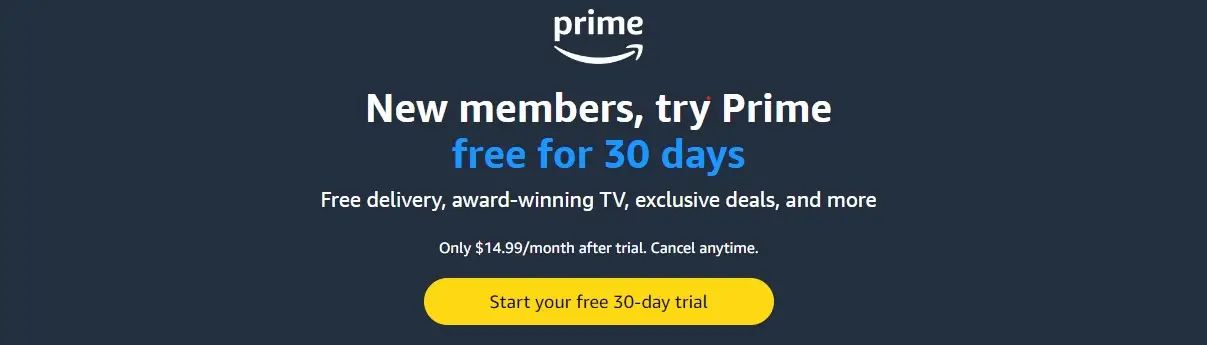 prime
New members, try Prime
free for 30 days
Free delivery, award-winning TV, exclusive deals, and more
Only $14.99/month after trial. Cancel anytime.
Start your free 30-day trial